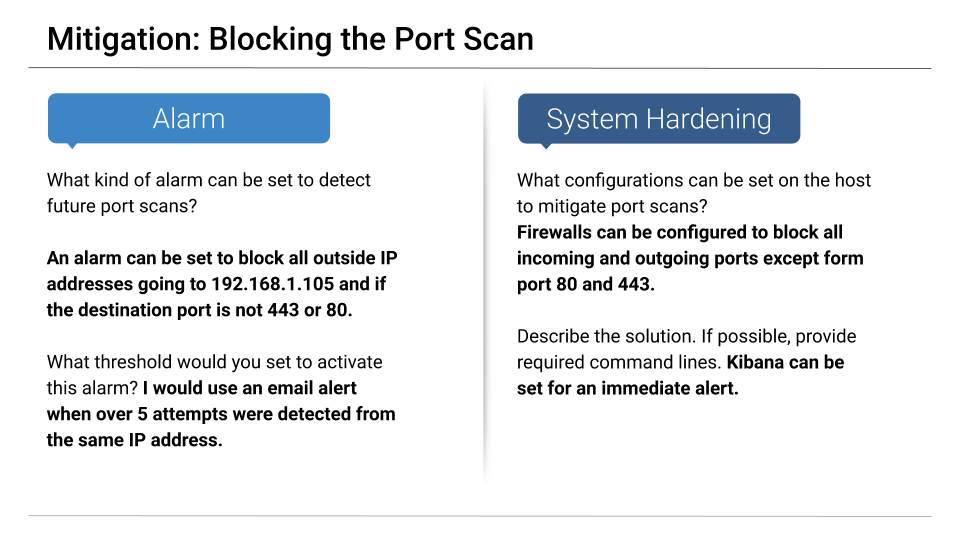 Mitigation: Blocking the Port Scan
Alarm
What kind of alarm can be set to detect
future port scans?
An alarm can be set to block all outside IP
addresses going to 192.168.1.105 and if
the destination port is not 443 or 80.
What threshold would you set to activate
this alarm? I would use an email alert
when over 5 attempts were detected from
the same IP address.
System Hardening
What configurations can be set on the host
to mitigate port scans?
Firewalls can be configured to block all
incoming and outgoing ports except form
port 80 and 443.
Describe the solution. If possible, provide
required command lines. Kibana can be
set for an immediate alert.